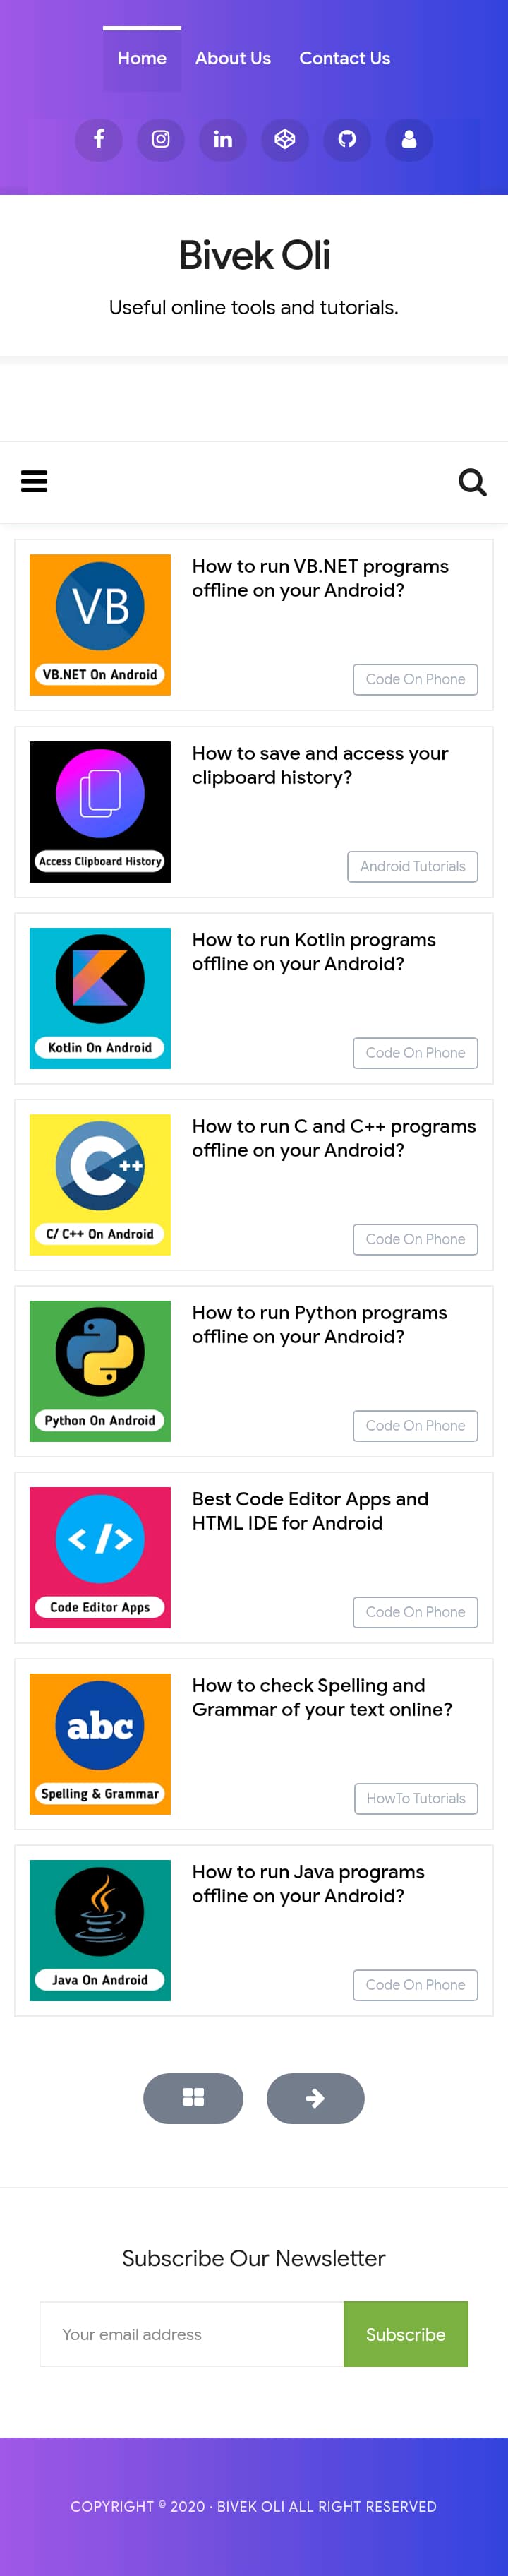 Home About Us Contact Us
Bivek Oli
Useful online tools and tutorials.
VB
VB.NET On Android
How to run VB.NET programs
offline on your Android?
Code On Phone
Access Clipboard History
How to save and access your
clipboard history?
Android Tutorials
Kotlin On Android
How to run Kotlin programs
offline on your Android?
Code On Phone
C++
C/ C++ On Android
How to run C and C++ programs
offline on your Android?
Code On Phone
Python On Android
How to run Python programs
offline on your Android?
Code On Phone
</>
Code Editor Apps
Best Code Editor Apps and
HTML IDE for Android
Code On Phone
abc
Spelling & Grammar
How to check Spelling and
Grammar of your text online?
HowTo Tutorials
Java On Android
How to run Java programs
offline on your Android?
Code On Phone
Subscribe Our Newsletter
Your email address Subscribe
COPYRIGHT © 2020 · BIVEK OLI ALL RIGHT RESERVED